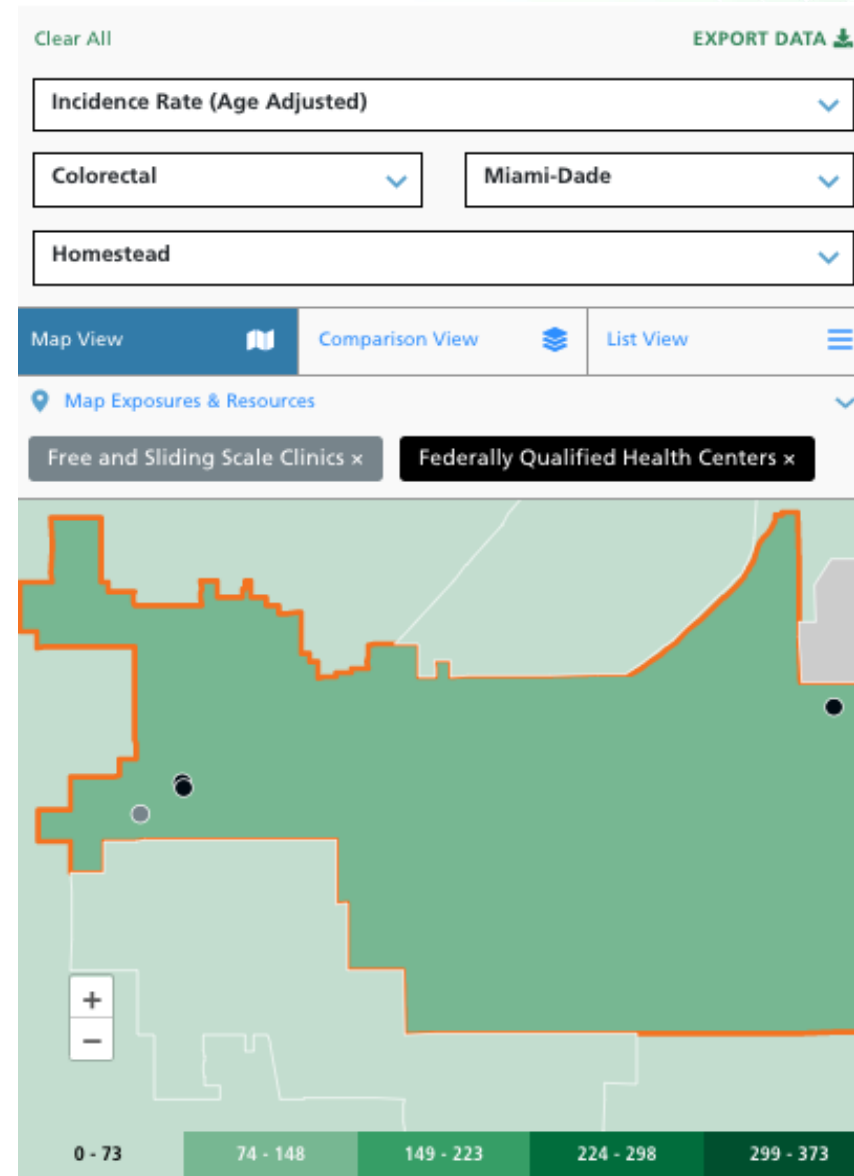 Clear All EXPORT DATA
Incidence Rate (Age Adjusted)
Colorectal Miami-Dade
Homestead
Map View Comparison View List View
Map Exposures & Resources
Free and Sliding Scale Clinics × Federally Qualified Health Centers ×
+
−
0 - 73 74 - 148 149 - 223 224 - 298 299 - 373